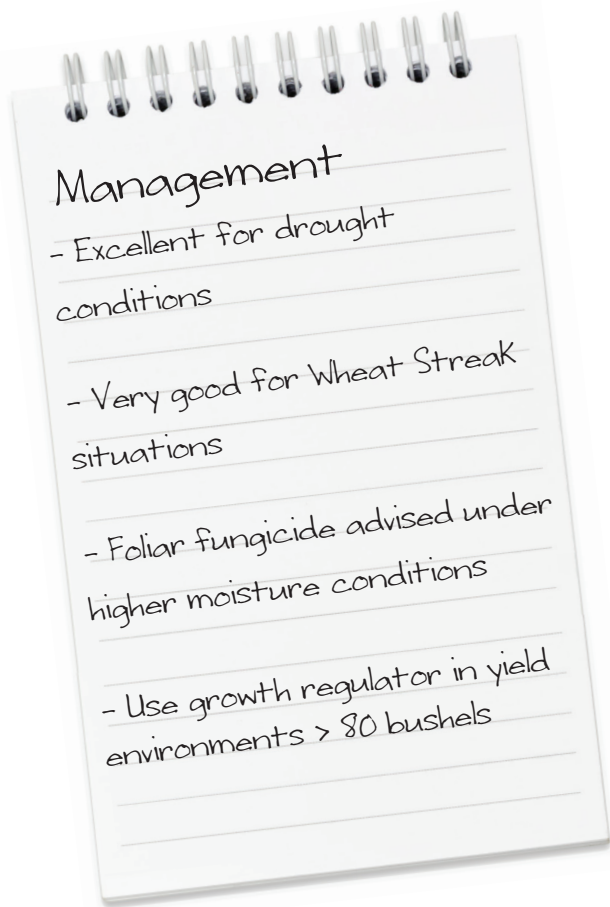 Management
- Excellent for drought
conditions
- Very good for Wheat Streak
situations
- Foliar fungicide advised under
higher moisture conditions
- Use growth regulator in yield
environments > 80 bushels